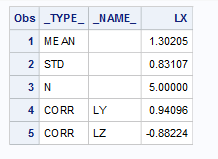 Obs _TYPE_ _NAME_ LX
1 MEAN 1.30205
2 STD 0.83107
3 N 5.00000
4 CORR LY 0.94096
5 CORR LZ -0.88224